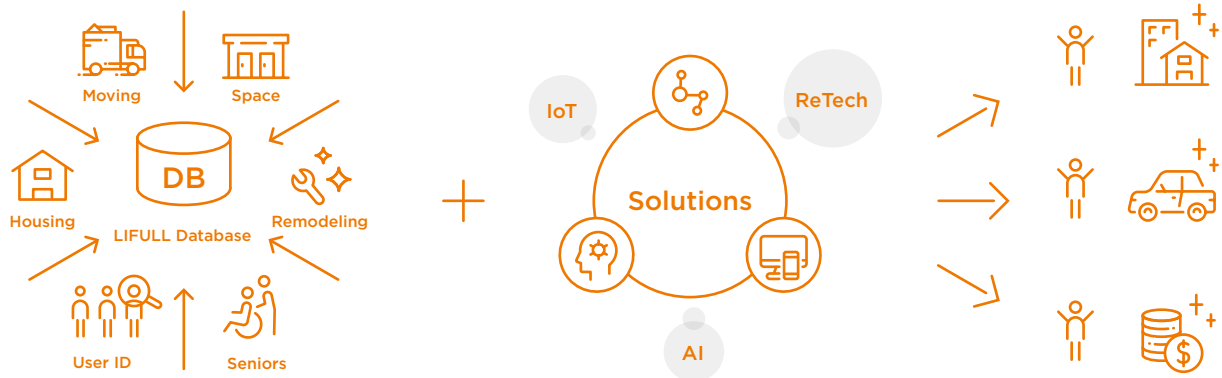 Moving
Space
DB
Housing
Remodeling
LIFULL Database
User ID
Seniors
IoT
ReTech
Solutions
AI
$